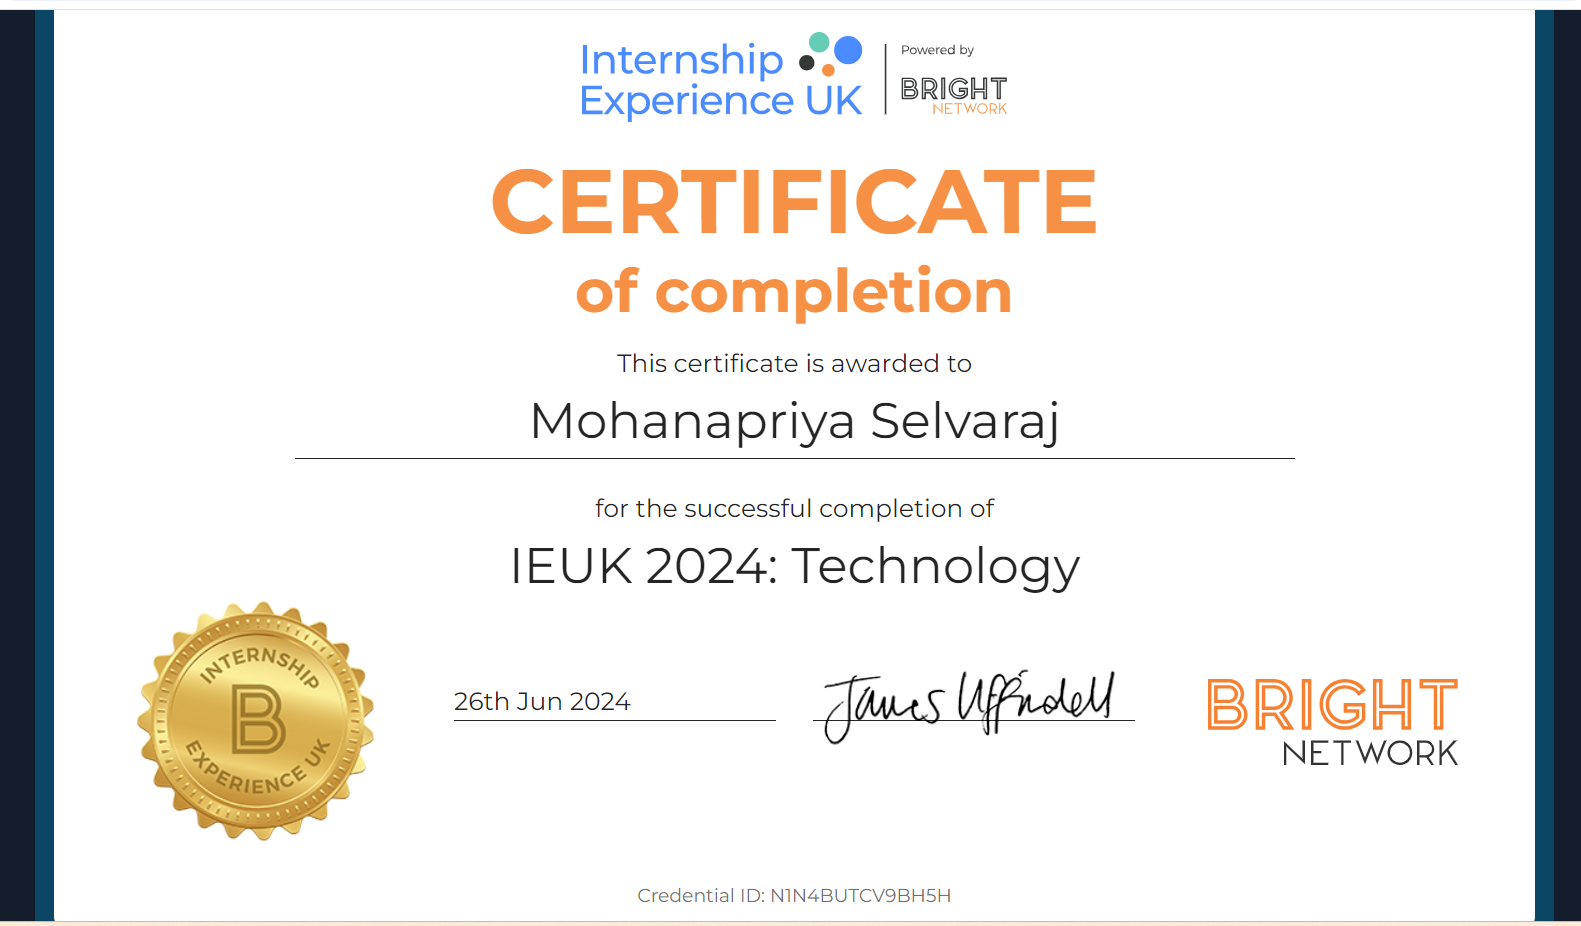 Internship
Experience UK
Powered by
BRIGHT
NETWORK
CERTIFICATE
of completion
This certificate is awarded to
Mohanapriya Selvaraj
for the successful completion of
IEUK 2024: Technology
INTERNSHIP
B
EXPERIENCE UK
26th Jun 2024
James Uffindell
BRIGHT
NETWORK
Credential ID: N1N4BUTCV9BH5H